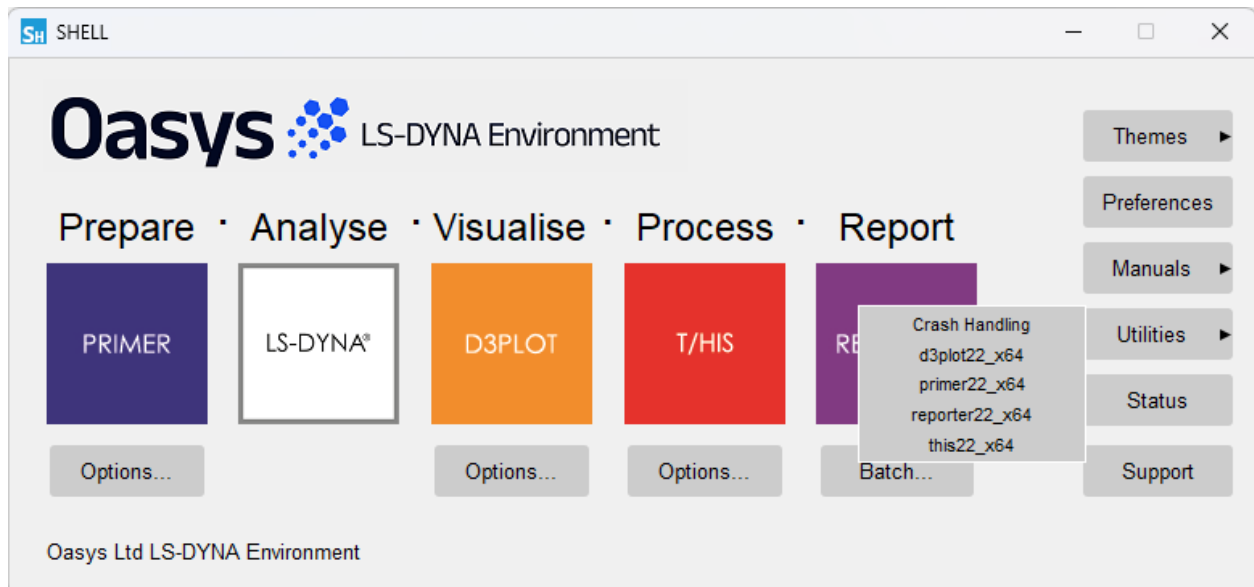 SH SHELL
Oasys LS-DYNA Environment
Themes
Preferences
Prepare · Analyse · Visualise · Process · Report
Manuals
PRIMER
LS-DYNA®
D3PLOT
T/HIS
RE
Crash Handling
d3plot22_x64
primer22_x64
reporter22_x64
this22_x64
Utilities
Status
Options...
Options...
Options...
Batch...
Support
Oasys Ltd LS-DYNA Environment